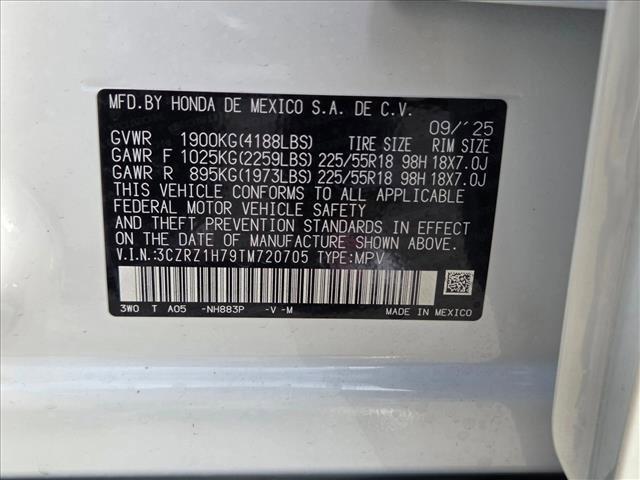 MFD.BY HONDA DE MEXICO S.A. DE C.V.
09/'25
GVWR 1900KG(4188LBS) TIRE SIZE RIM SIZE
GAWR F 1025KG(2259LBS) 225/55R18 98H 18X7.0J
GAWR R 895KG(1973LBS) 225/55R18 98H 18X7.0J
THIS VEHICLE CONFORMS TO ALL APPLICABLE
FEDERAL MOTOR VEHICLE SAFETY
AND THEFT PREVENTION STANDARDS IN EFFECT
ON THE DATE OF MANUFACTURE SHOWN ABOVE.
V.I.N.:3CZRZ1H79TM720705 TYPE:MPV
3W0 T A05 -NH883P -V -M MADE IN MEXICO